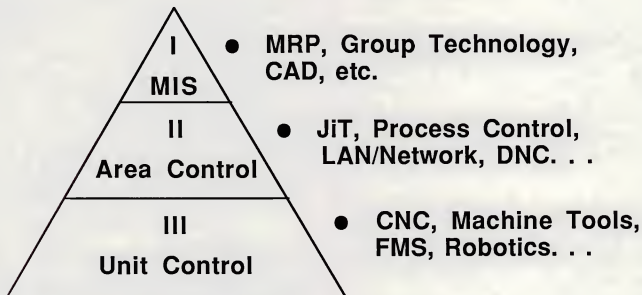 I
MIS
● MRP, Group Technology,
CAD, etc.
II
Area Control
● JiT, Process Control,
LAN/Network, DNC. . .
III
Unit Control
● CNC, Machine Tools,
FMS, Robotics. . .